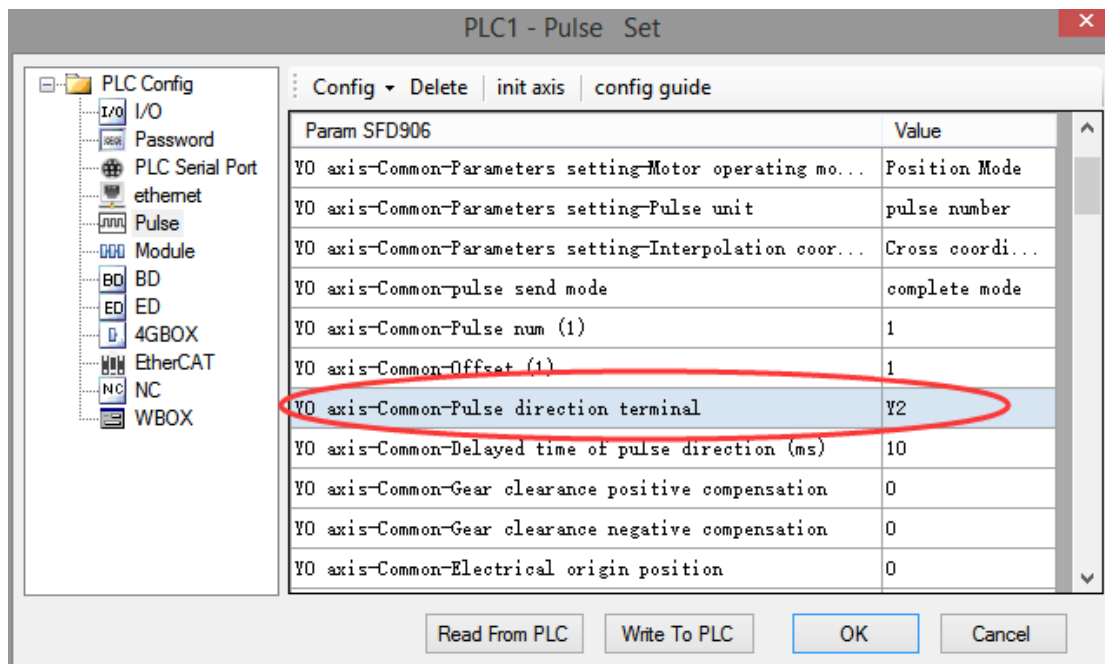 PLC1 - Pulse Set
PLC Config
I/O I/O
Password
PLC Serial Port
ethernet
Pulse
Module
BD BD
ED ED
4GBOX
EtherCAT
NC NC
WBOX
Config Delete init axis config guide
Param SFD906 Value
Y0 axis-Common-Parameters setting-Motor operating mo... Position Mode
Y0 axis-Common-Parameters setting-Pulse unit pulse number
Y0 axis-Common-Parameters setting-Interpolation coor... Cross coordi...
Y0 axis-Common-pulse send mode complete mode
Y0 axis-Common-Pulse num (1) 1
Y0 axis-Common-Offset (1) 1
Y0 axis-Common-Pulse direction terminal Y2
Y0 axis-Common-Delayed time of pulse direction (ms) 10
Y0 axis-Common-Gear clearance positive compensation 0
Y0 axis-Common-Gear clearance negative compensation 0
Y0 axis-Common-Electrical origin position 0
Read From PLC Write To PLC OK Cancel